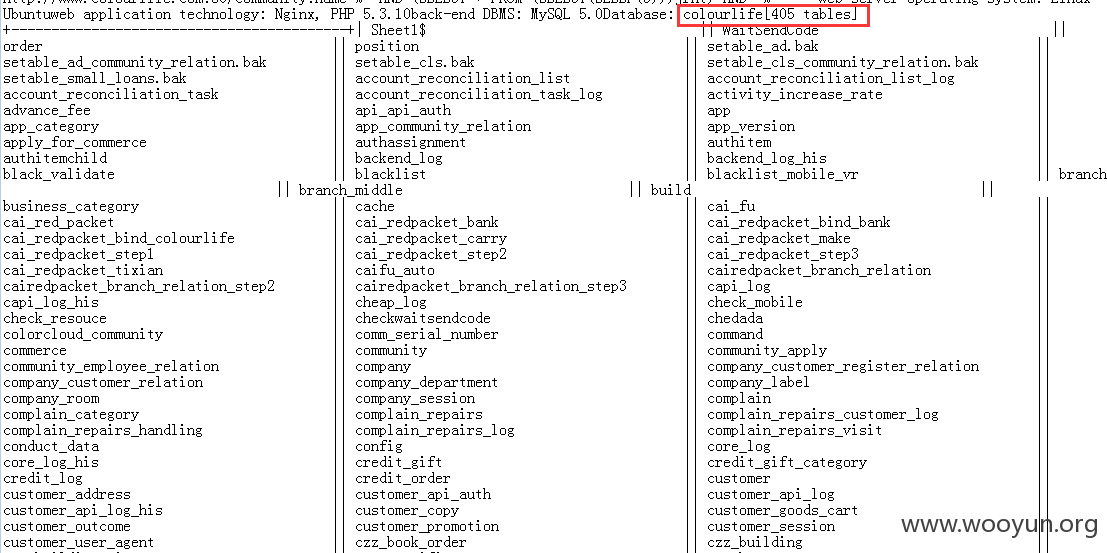 Ubuntuweb application technology: Nginx, PHP 5.3.10back-end DBMS: MySQL 5.0Database: colourlife[405 tables]
+------------------------------------------+| Sheet1$ || WaitSendCode ||
order || position || setable_ad.bak ||
setable_ad_community_relation.bak || setable_cls.bak || setable_cls_community_relation.bak ||
setable_small_loans.bak || account_reconciliation_list || account_reconciliation_list_log ||
account_reconciliation_task || account_reconciliation_task_log || activity_increase_rate ||
advance_fee || api_api_auth || app ||
app_category || app_community_relation || app_version ||
apply_for_commerce || authassignment || authitem ||
authitemchild || backend_log || backend_log_his ||
black_validate || blacklist || blacklist_mobile_vr || branch
|| branch_middle || build ||
business_category || cache || cai_fu ||
cai_red_packet || cai_redpacket_bank || cai_redpacket_bind_bank ||
cai_redpacket_bind_colourlife || cai_redpacket_carry || cai_redpacket_make ||
cai_redpacket_step1 || cai_redpacket_step2 || cai_redpacket_step3 ||
cai_redpacket_tixian || caifu_auto || cairedpacket_branch_relation ||
cairedpacket_branch_relation_step2 || cairedpacket_branch_relation_step3 || capi_log ||
capi_log_his || cheap_log || check_mobile ||
check_resouce || checkwaitsendcode || chedada ||
colorcloud_community || comm_serial_number || command ||
commerce || community || community_apply ||
community_employee_relation || company || company_customer_register_relation ||
company_customer_relation || company_department || company_label ||
company_room || company_session || complain ||
complain_category || complain_repairs || complain_repairs_customer_log ||
complain_repairs_handling || complain_repairs_log || complain_repairs_visit ||
conduct_data || config || core_log ||
core_log_his || credit_gift || credit_gift_category ||
credit_log || credit_order || customer ||
customer_address || customer_api_auth || customer_api_log ||
customer_api_log_his || customer_copy || customer_goods_cart ||
customer_outcome || customer_promotion || customer_session ||
customer_user_agent || czz_book_order || czz_building ||
www.wooyun.org